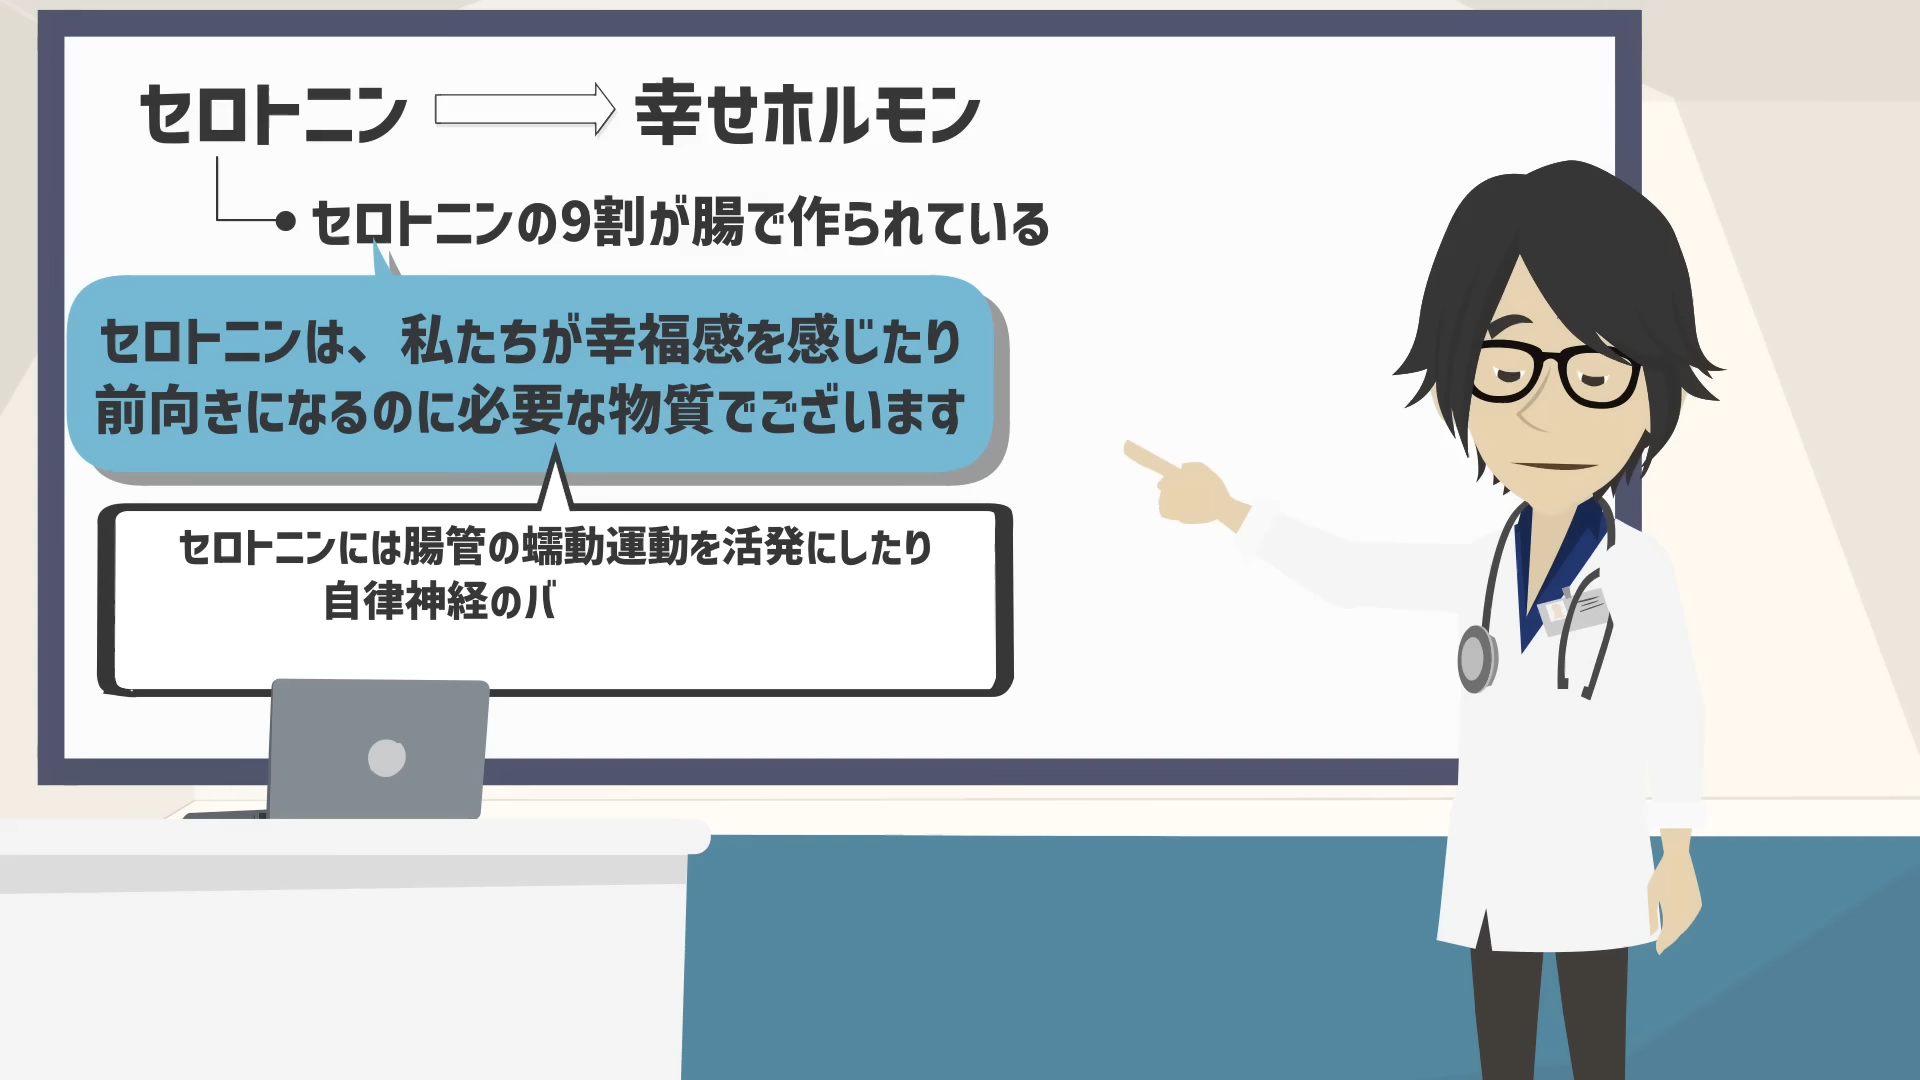 セロトニン 幸せホルモン
セロトニンの9割が腸で作られている
セロトニンは、私たちが幸福感を感じたり
前向きになるのに必要な物質でございます
セロトニンには腸管の蠕動運動を活発にしたり
自律神経のバ